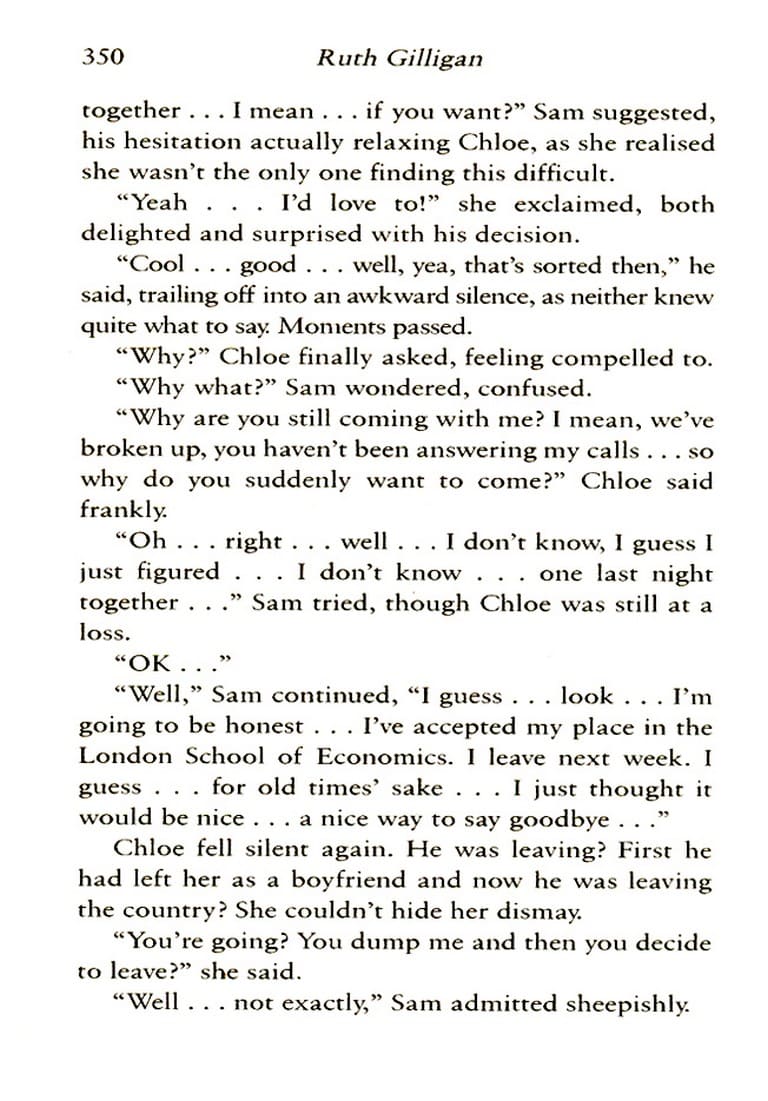 350 Ruth Gilligan
together . . . I mean . . . if you want?” Sam suggested,
his hesitation actually relaxing Chloe, as she realised
she wasn’t the only one finding this difficult.
“Yeah . . . I’d love to!” she exclaimed, both
delighted and surprised with his decision.
“Cool . . . good . . . well, yea, that’s sorted then,” he
said, trailing off into an awkward silence, as neither knew
quite what to say. Moments passed.
“Why?” Chloe finally asked, feeling compelled to.
“Why what?” Sam wondered, confused.
“Why are you still coming with me? I mean, we’ve
broken up, you haven’t been answering my calls . . . so
why do you suddenly want to come?” Chloe said
frankly.
“Oh . . . right . . . well . . . I don’t know, I guess I
just figured . . . I don’t know . . . one last night
together . . .” Sam tried, though Chloe was still at a
loss.
“OK . . .”
“Well,” Sam continued, “I guess . . . look . . . I’m
going to be honest . . . I’ve accepted my place in the
London School of Economics. I leave next week. I
guess . . . for old times’ sake . . . I just thought it
would be nice . . . a nice way to say goodbye . . .”
Chloe fell silent again. He was leaving? First he
had left her as a boyfriend and now he was leaving
the country? She couldn’t hide her dismay.
“You’re going? You dump me and then you decide
to leave?” she said.
“Well . . . not exactly,” Sam admitted sheepishly.